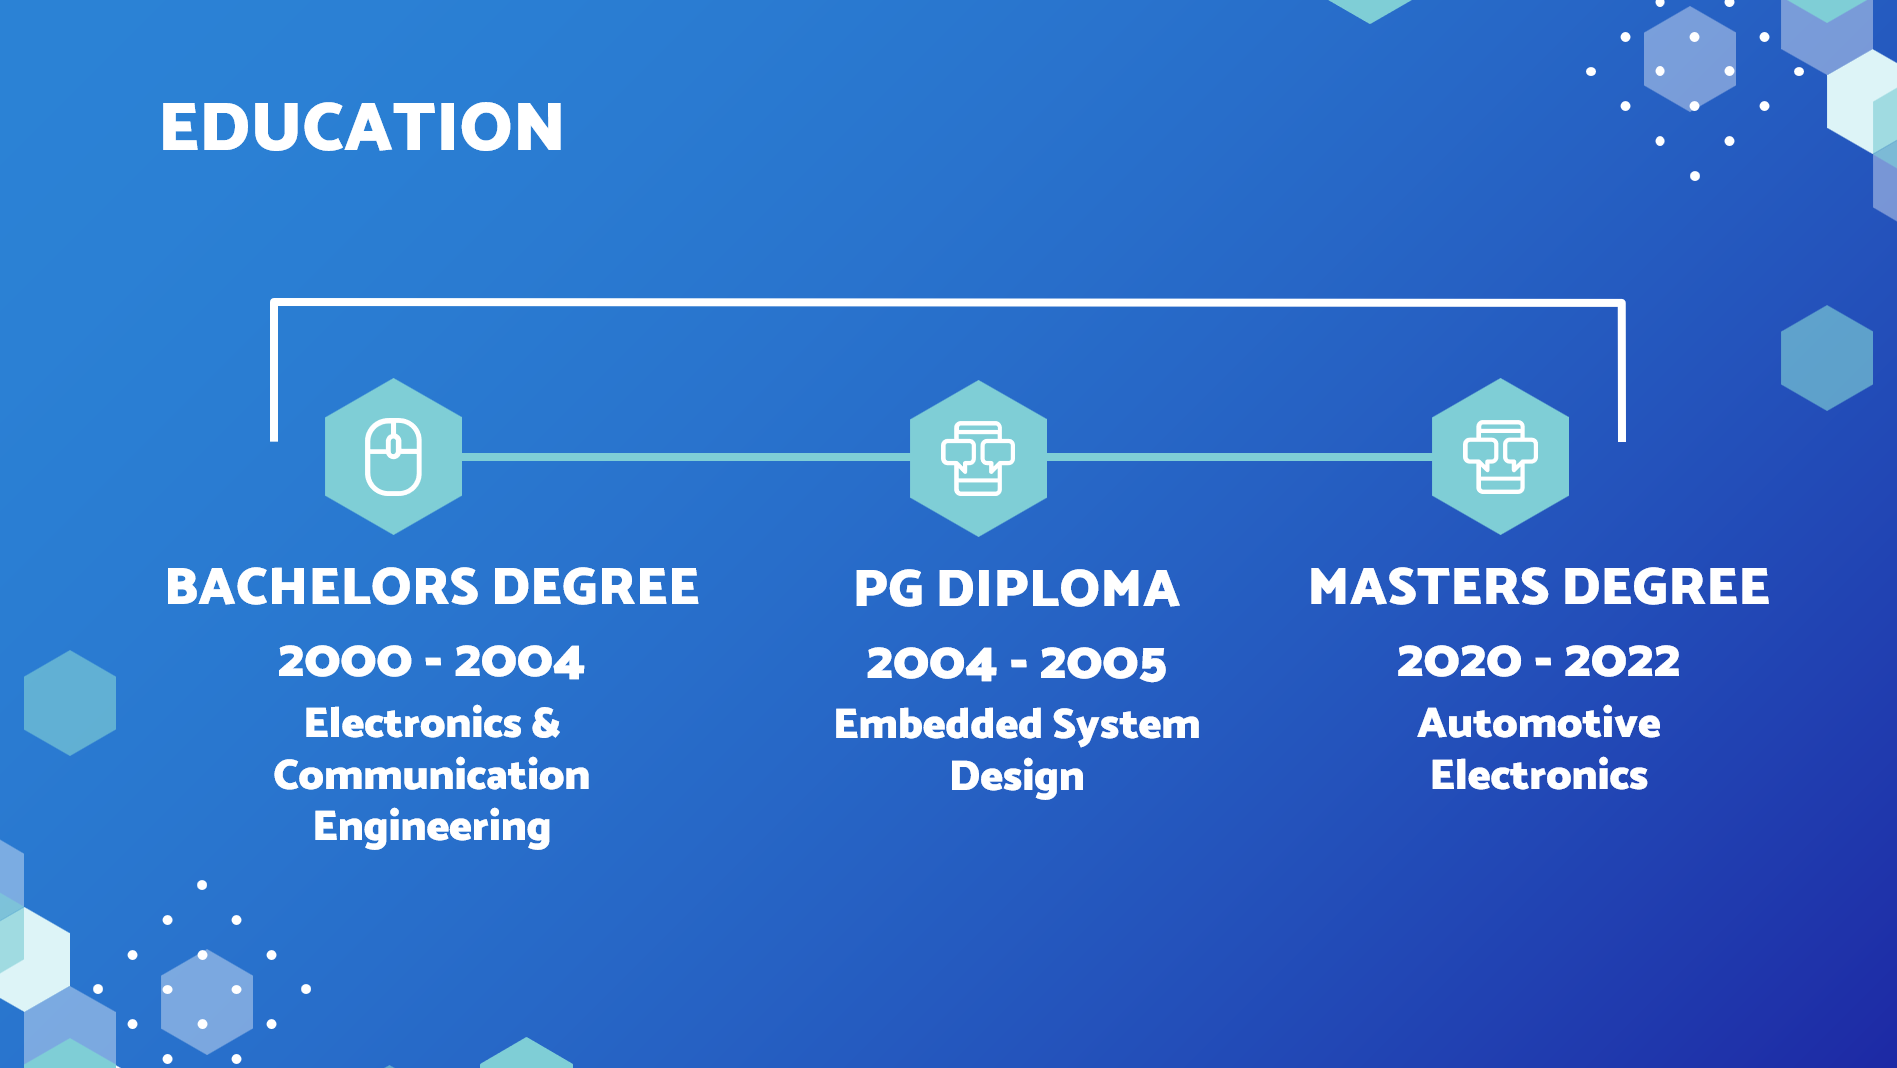 EDUCATION
BACHELORS DEGREE
2000 - 2004
Electronics &
Communication
Engineering
PG DIPLOMA
2004 - 2005
Embedded System
Design
MASTERS DEGREE
2020 - 2022
Automotive
Electronics